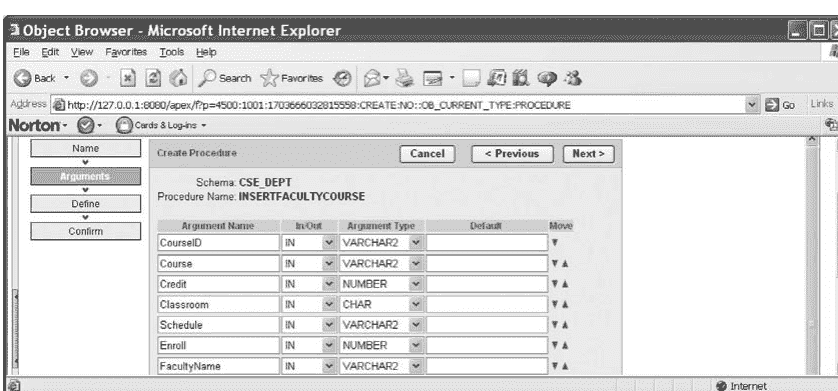 Object Browser - Microsoft Internet Explorer
File Edit View Favorites Tools Help
Back Search Favorites
Address http://127.0.0.1:8080/apex/f?p=4500:1001:1703666032815558:CREATE:NO::OB_CURRENT_TYPE:PROCEDURE Go Links
Norton Cards & Log-ins
Name
Arguments
Define
Confirm
Create Procedure Cancel < Previous Next >
Schema: CSE_DEPT
Procedure Name: INSERTFACULTYCOURSE
Argument Name In/Out Argument Type Default Move
CourseID IN VARCHAR2
Course IN VARCHAR2
Credit IN NUMBER
Classroom IN CHAR
Schedule IN VARCHAR2
Enroll IN NUMBER
FacultyName IN VARCHAR2
Internet